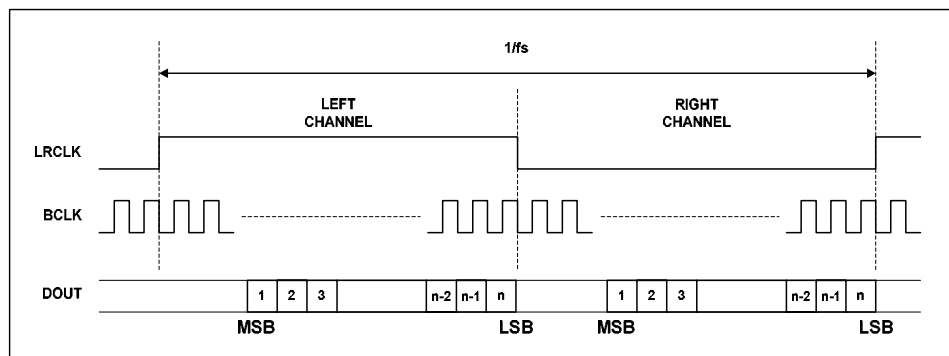 1/fs
LEFT
CHANNEL
RIGHT
CHANNEL
LRCLK
BCLK
DOUT
1 2 3 n-2 n-1 n 1 2 3 n-2 n-1 n
MSB LSB MSB LSB